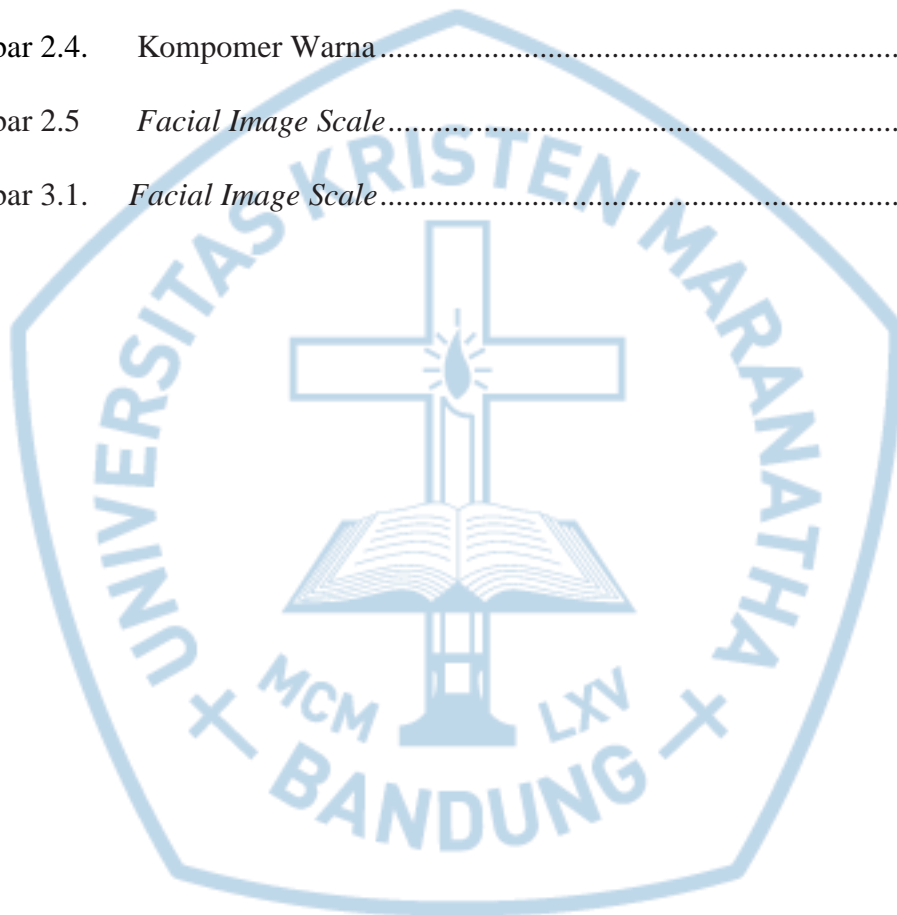 bar 2.4. Kompomer Warna....................................................................
bar 2.5 Facial Image Scale....................................................................
bar 3.1. Facial Image Scale....................................................................
UNIVERSITAS KRISTEN MARANATHA
MCM LXV
BANDUNG